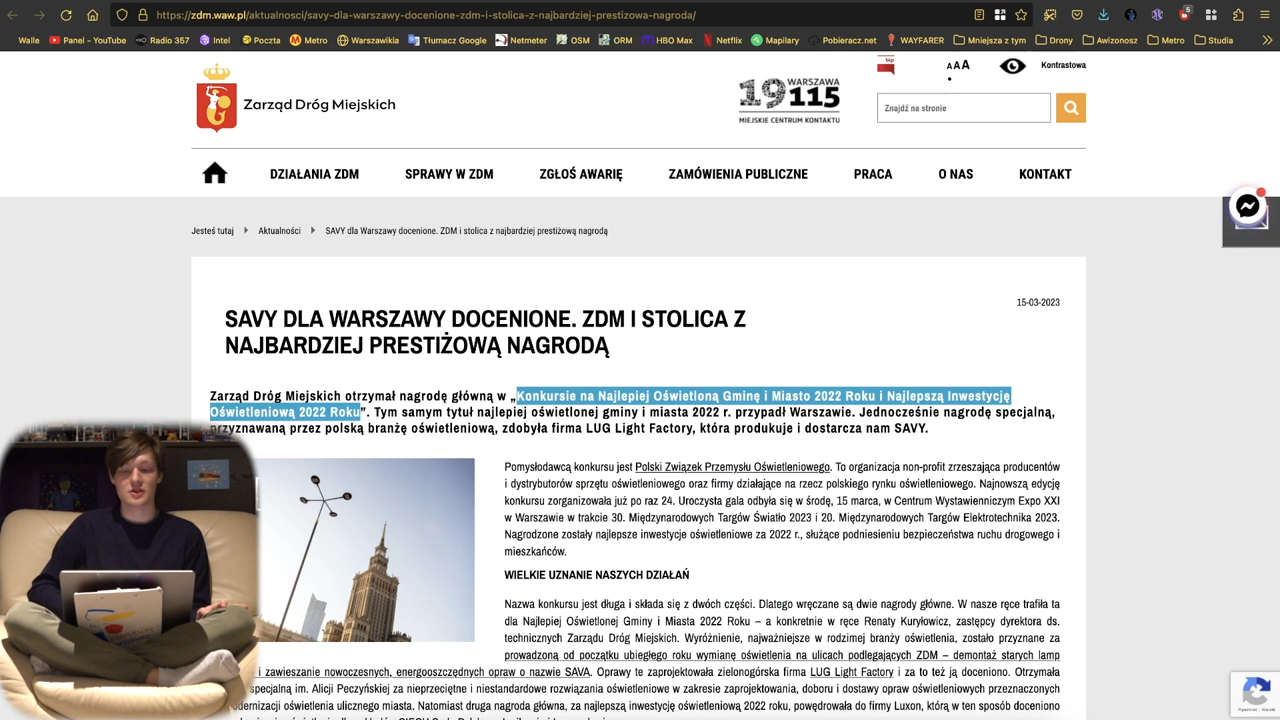 https://zdm.waw.pl/aktualnosci/savy-dla-warszawy-docenione-zdm-i-stolica-z-najbardziej-prestizowa-nagroda/
5
Walle Panel - YouTube Radio 357 Intel Poczta Metro Warszawikia Tłumacz Google Netmeter OSM ORM HBO Max Netflix Mapilary Pobieracz.net WAYFARER Mniejsza z tym Drony Awizonosz Metro Studia
bip
A A A
Kontrastowa
Zarząd Dróg Miejskich
19 WARSZAWA 115
MIEJSKIE CENTRUM KONTAKTU
Znajdź na stronie
DZIAŁANIA ZDM SPRAWY W ZDM ZGŁOŚ AWARIĘ ZAMÓWIENIA PUBLICZNE PRACA O NAS KONTAKT
Jesteś tutaj Aktualności SAVY dla Warszawy docenione. ZDM i stolica z najbardziej prestiżową nagrodą
15-03-2023
SAVY DLA WARSZAWY DOCENIONE. ZDM I STOLICA Z
NAJBARDZIEJ PRESTIŻOWĄ NAGRODĄ
Zarząd Dróg Miejskich otrzymał nagrodę główną w „Konkursie na Najlepiej Oświetloną Gminę i Miasto 2022 Roku i Najlepszą Inwestycję
Oświetleniową 2022 Roku”. Tym samym tytuł najlepiej oświetlonej gminy i miasta 2022 r. przypadł Warszawie. Jednocześnie nagrodę specjalną,
przyznawaną przez polską branżę oświetleniową, zdobyła firma LUG Light Factory, która produkuje i dostarcza nam SAVY.
Pomysłodawcą konkursu jest Polski Związek Przemysłu Oświetleniowego. To organizacja non-profit zrzeszająca producentów
i dystrybutorów sprzętu oświetleniowego oraz firmy działające na rzecz polskiego rynku oświetleniowego. Najnowszą edycję
konkursu zorganizowała już po raz 24. Uroczysta gala odbyła się w środę, 15 marca, w Centrum Wystawienniczym Expo XXI
w Warszawie w trakcie 30. Międzynarodowych Targów Światło 2023 i 20. Międzynarodowych Targów Elektrotechnika 2023.
Nagrodzone zostały najlepsze inwestycje oświetleniowe za 2022 r., służące podniesieniu bezpieczeństwa ruchu drogowego i
mieszkańców.
WIELKIE UZNANIE NASZYCH DZIAŁAŃ
Nazwa konkursu jest długa i składa się z dwóch części. Dlatego wręczane są dwie nagrody główne. W nasze ręce trafiła ta
dla Najlepiej Oświetlonej Gminy i Miasta 2022 Roku – a konkretnie w ręce Renaty Kuryłowicz, zastępcy dyrektora ds.
technicznych Zarządu Dróg Miejskich. Wyróżnienie, najważniejsze w rodzimej branży oświetlenia, zostało przyznane za
prowadzoną od początku ubiegłego roku wymianę oświetlenia na ulicach podlegających ZDM – demontaż starych lamp
i zawieszanie nowoczesnych, energooszczędnych opraw o nazwie SAVA. Oprawy te zaprojektowała zielonogórska firma LUG Light Factory i za to też ją doceniono. Otrzymała
specjalną im. Alicji Peczyńskiej za nieprzeciętne i niestandardowe rozwiązania oświetleniowe w zakresie zaprojektowania, doboru i dostawy opraw oświetleniowych przeznaczonych
modernizacji oświetlenia ulicznego miasta. Natomiast druga nagroda główna, za najlepszą inwestycję oświetleniową 2022 roku, powędrowała do firmy Luxon, którą w ten sposób doceniono